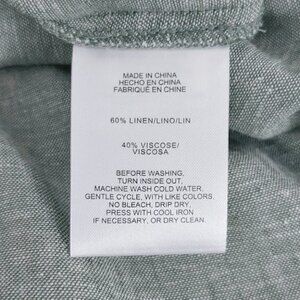 MADE IN CHINA
HECHO EN CHINA
FABRIQUÉ EN CHINE
60% LINEN/LINO/LIN
40% VISCOSE/
VISCOSA
BEFORE WASHING,
TURN INSIDE OUT,
MACHINE WASH COLD WATER,
GENTLE CYCLE, WITH LIKE COLORS,
NO BLEACH, DRIP DRY,
PRESS WITH COOL IRON
IF NECESSARY, OR DRY CLEAN.